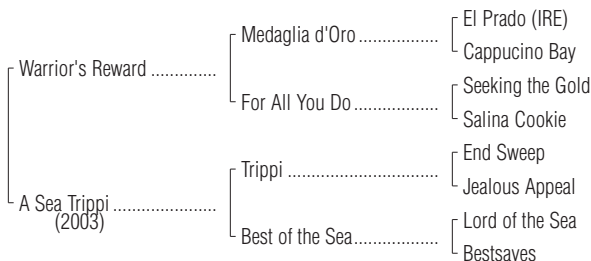 El Prado (IRE)
Medaglia d'Oro ..................
Cappucino Bay
Warrior's Reward ..............
Seeking the Gold
For All You Do ...................
Salina Cookie
End Sweep
Trippi ..................................
Jealous Appeal
A Sea Trippi ......................
(2003)
Lord of the Sea
Best of the Sea ...................
Bestsaves